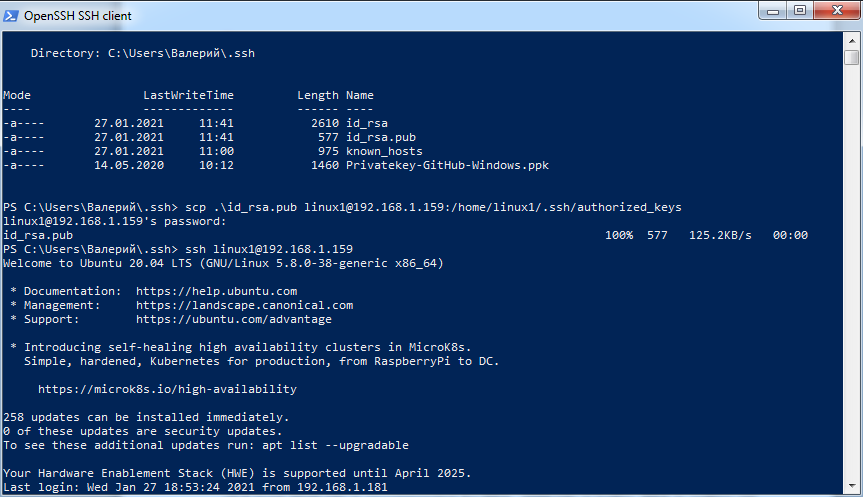 OpenSSH SSH client
Directory: C:\Users\Валерий\.ssh
Mode                LastWriteTime         Length Name
----                -------------         ------ ----
-a----       27.01.2021     11:41           2610 id_rsa
-a----       27.01.2021     11:41            577 id_rsa.pub
-a----       27.01.2021     11:00            975 known_hosts
-a----       14.05.2020     10:12           1460 Privatekey-GitHub-Windows.ppk
PS C:\Users\Валерий\.ssh> scp .\id_rsa.pub linux1@192.168.1.159:/home/linux1/.ssh/authorized_keys
linux1@192.168.1.159's password:
id_rsa.pub                                                                            100%  577   125.2KB/s   00:00
PS C:\Users\Валерий\.ssh> ssh linux1@192.168.1.159
Welcome to Ubuntu 20.04 LTS (GNU/Linux 5.8.0-38-generic x86_64)
 * Documentation:  https://help.ubuntu.com
 * Management:     https://landscape.canonical.com
 * Support:        https://ubuntu.com/advantage
 * Introducing self-healing high availability clusters in MicroK8s.
   Simple, hardened, Kubernetes for production, from RaspberryPi to DC.
     https://microk8s.io/high-availability
258 updates can be installed immediately.
0 of these updates are security updates.
To see these additional updates run: apt list --upgradable
Your Hardware Enablement Stack (HWE) is supported until April 2025.
Last login: Wed Jan 27 18:53:24 2021 from 192.168.1.181